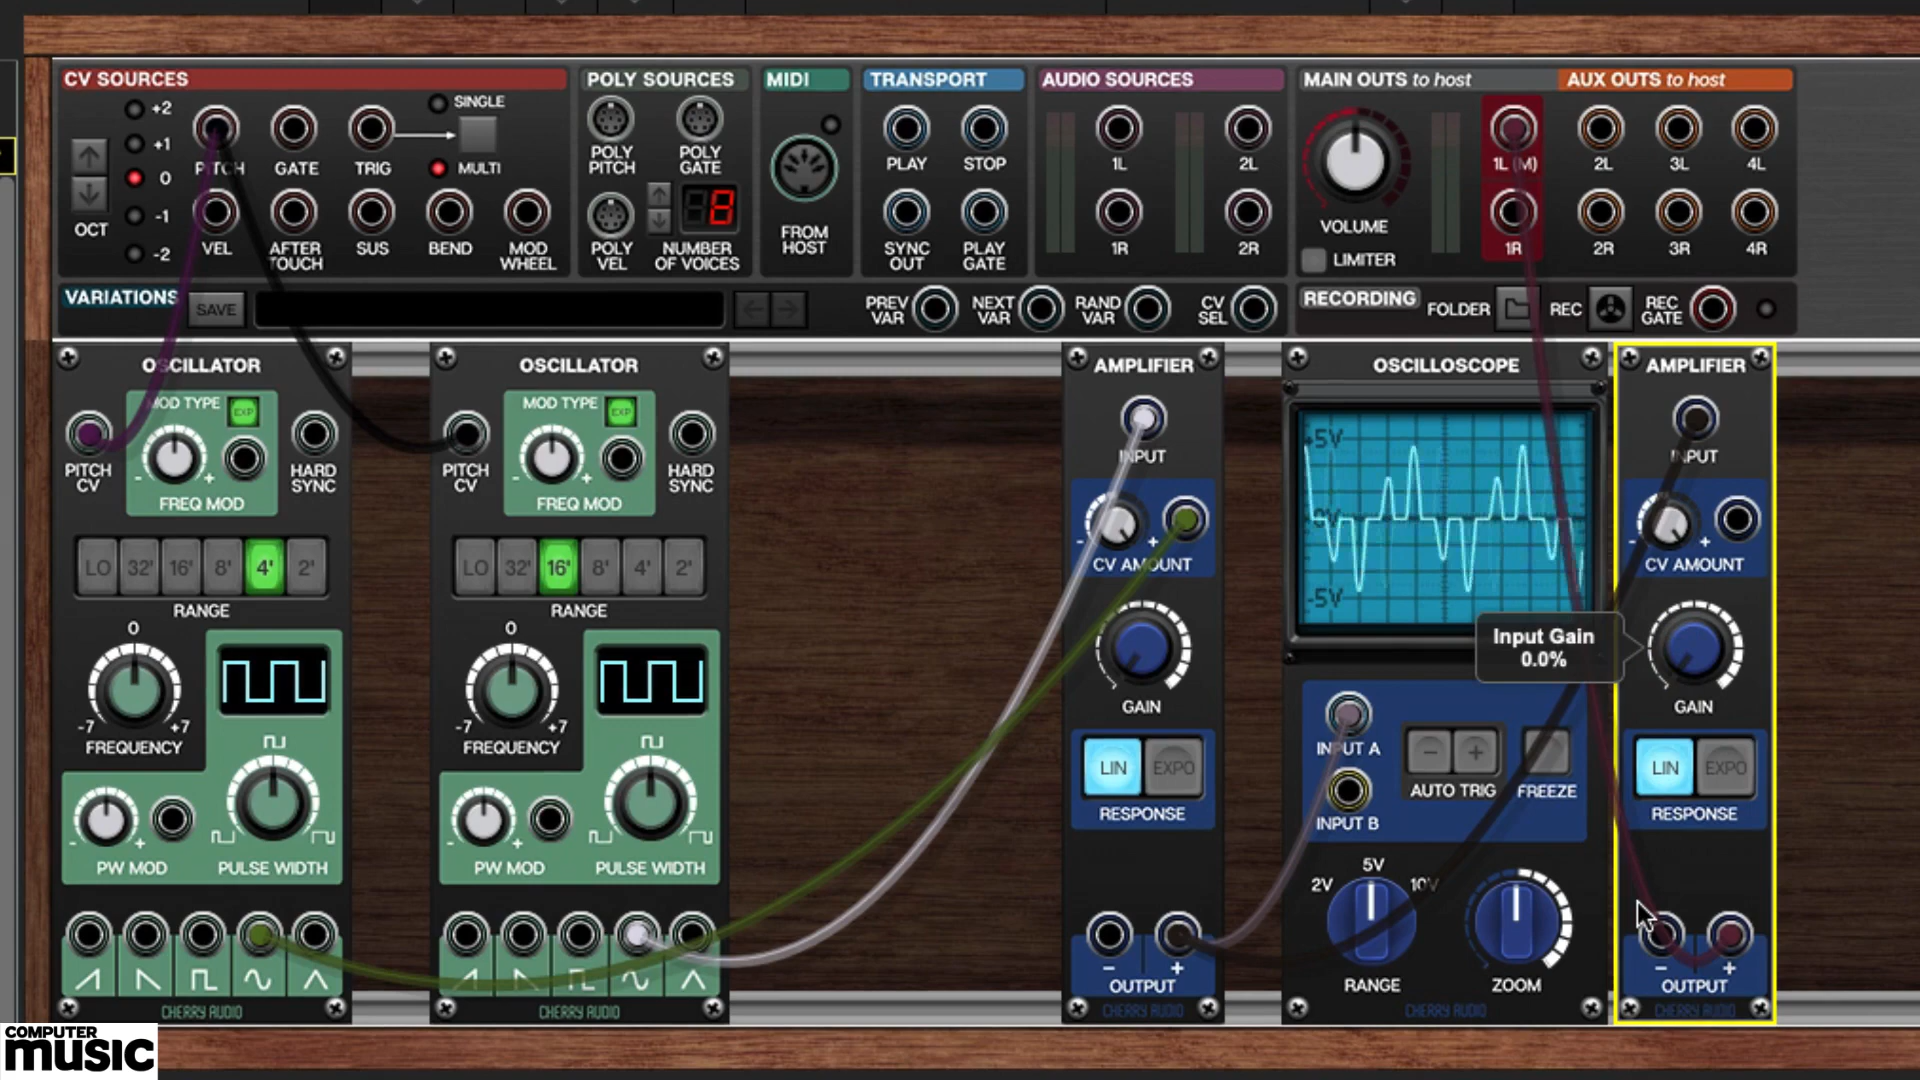 CV SOURCES
+2
+1
0
-1
-2
OCT
PITCH
GATE
TRIG
SINGLE
MULTI
VEL
AFTER
TOUCH
SUS
BEND
MOD
WHEEL
POLY SOURCES
POLY
PITCH
POLY
GATE
POLY
VEL
8
NUMBER
OF VOICES
MIDI
FROM
HOST
TRANSPORT
PLAY
STOP
SYNC
OUT
PLAY
GATE
AUDIO SOURCES
1L
2L
1R
2R
MAIN OUTS to host
VOLUME
LIMITER
1L (M)
1R
AUX OUTS to host
2L
3L
4L
2R
3R
4R
VARIATIONS
SAVE
PREV
VAR
NEXT
VAR
RAND
VAR
CV
SEL
RECORDING
FOLDER
REC
REC
GATE
OSCILLATOR
MOD TYPE
EXP
PITCH
CV
- +
FREQ MOD
HARD
SYNC
LO 32' 16' 8' 4' 2'
RANGE
0
-7 +7
FREQUENCY
- +
PW MOD
PULSE WIDTH
CHERRY AUDIO
OSCILLATOR
MOD TYPE
EXP
PITCH
CV
- +
FREQ MOD
HARD
SYNC
LO 32' 16' 8' 4' 2'
RANGE
0
-7 +7
FREQUENCY
- +
PW MOD
PULSE WIDTH
CHERRY AUDIO
AMPLIFIER
INPUT
- +
CV AMOUNT
GAIN
LIN EXPO
RESPONSE
- +
OUTPUT
CHERRY AUDIO
OSCILLOSCOPE
+5V
0V
-5V
INPUT A
INPUT B
- +
AUTO TRIG
FREEZE
5V
2V 10V
RANGE
ZOOM
CHERRY AUDIO
AMPLIFIER
INPUT
- +
CV AMOUNT
Input Gain
0.0%
GAIN
LIN EXPO
RESPONSE
- +
OUTPUT
CHERRY AUDIO
COMPUTER
music